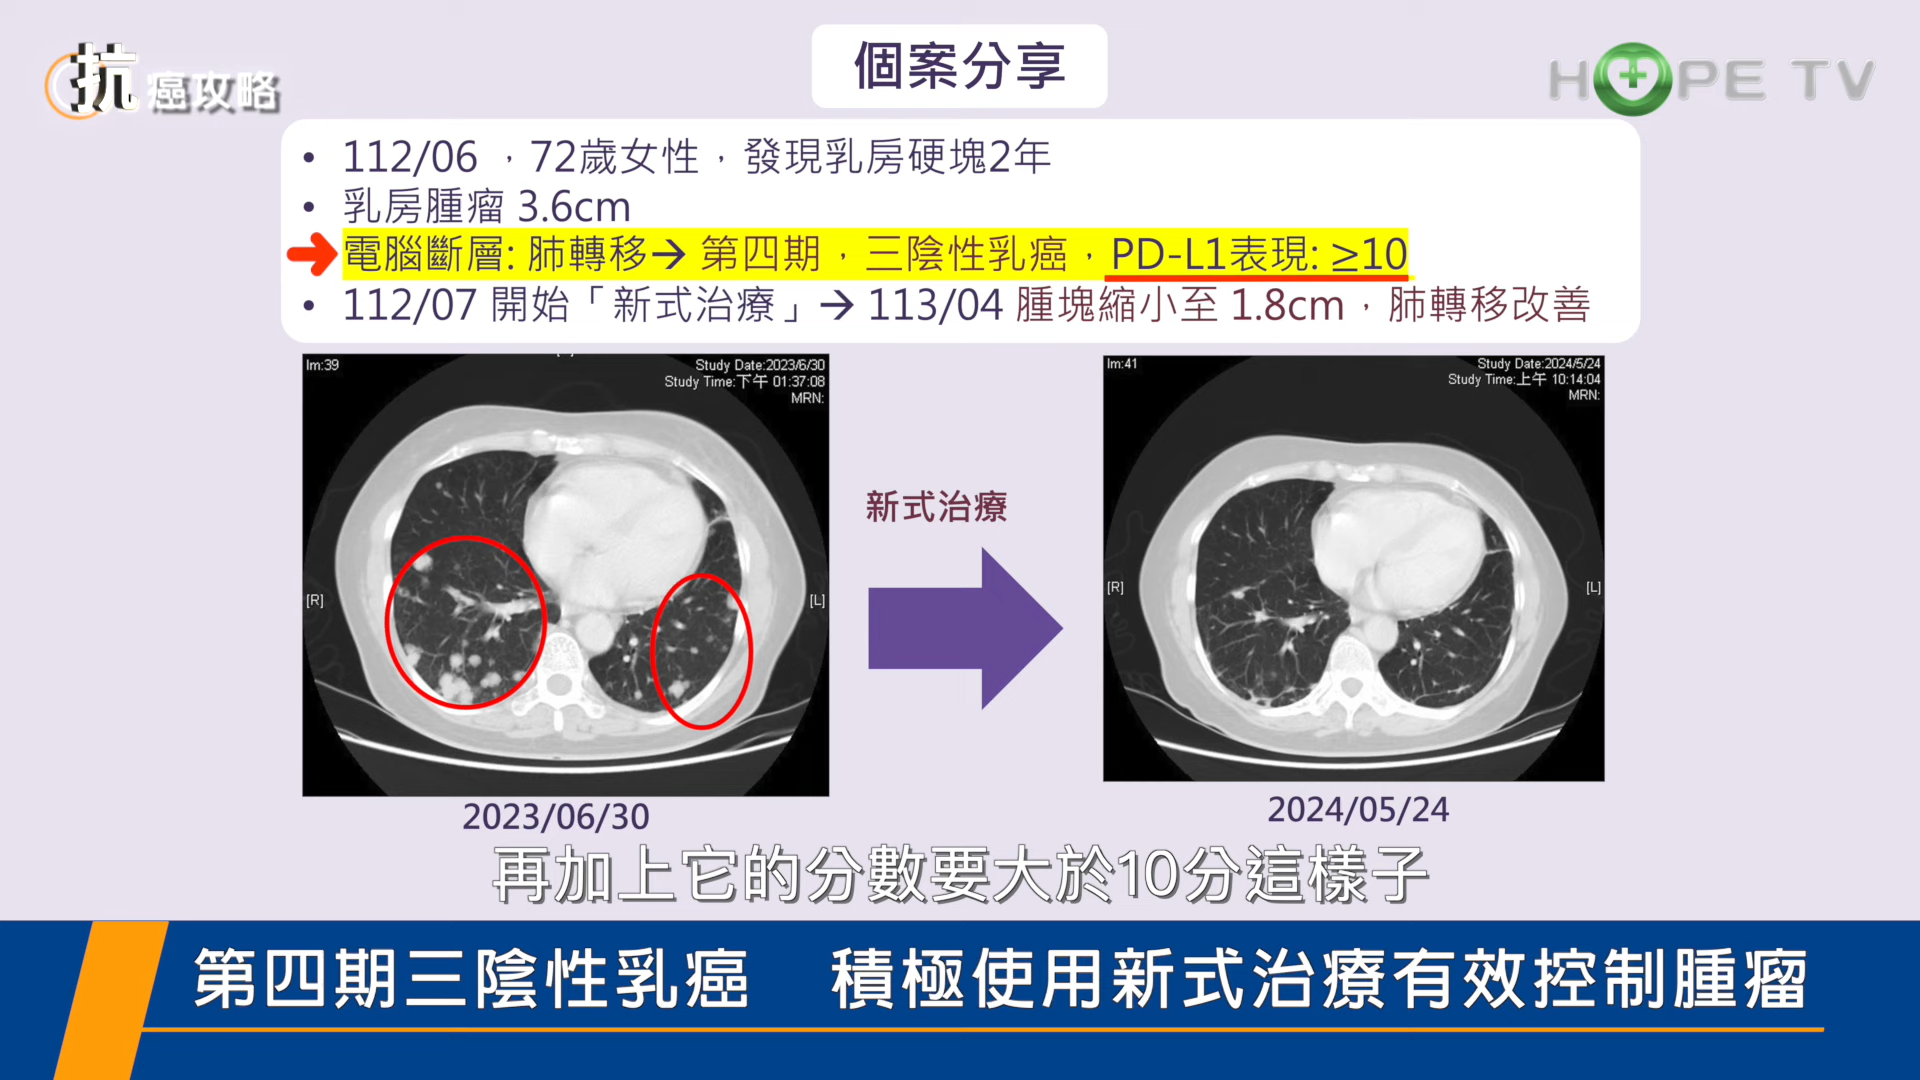 抗癌攻略
個案分享
HOPE TV
• 112/06 ，72歲女性，發現乳房硬塊2年
• 乳房腫瘤 3.6cm
➜ 電腦斷層: 肺轉移→ 第四期，三陰性乳癌，PD-L1表現: ≥10
• 112/07 開始「新式治療」→ 113/04 腫塊縮小至 1.8cm，肺轉移改善
Im:39
Study Date:2023/6/30
Study Time:下午 01:37:08
MRN:
[R]
[L]
2023/06/30
新式治療
Im:41
Study Date:2024/5/24
Study Time:上午 10:14:04
MRN:
[R]
[L]
2024/05/24
再加上它的分數要大於10分這樣子
第四期三陰性乳癌 積極使用新式治療有效控制腫瘤